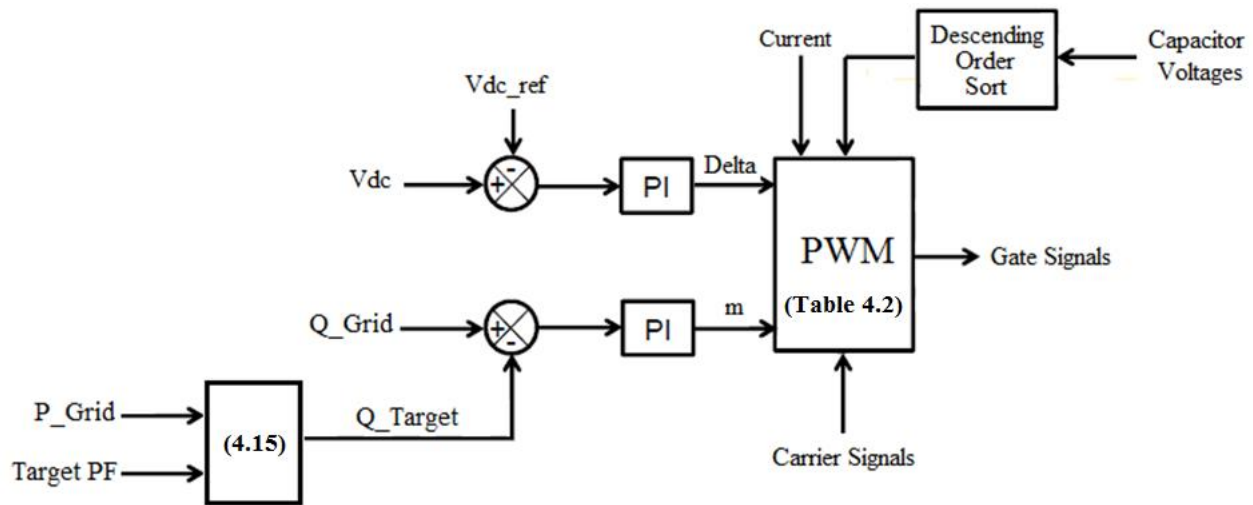 Current
Descending
Order
Sort
Capacitor
Voltages
Vdc_ref
-
Vdc
+
PI
Delta
PWM
(Table 4.2)
Gate Signals
Q_Grid
+
-
PI
m
P_Grid
Target PF
(4.15)
Q_Target
Carrier Signals